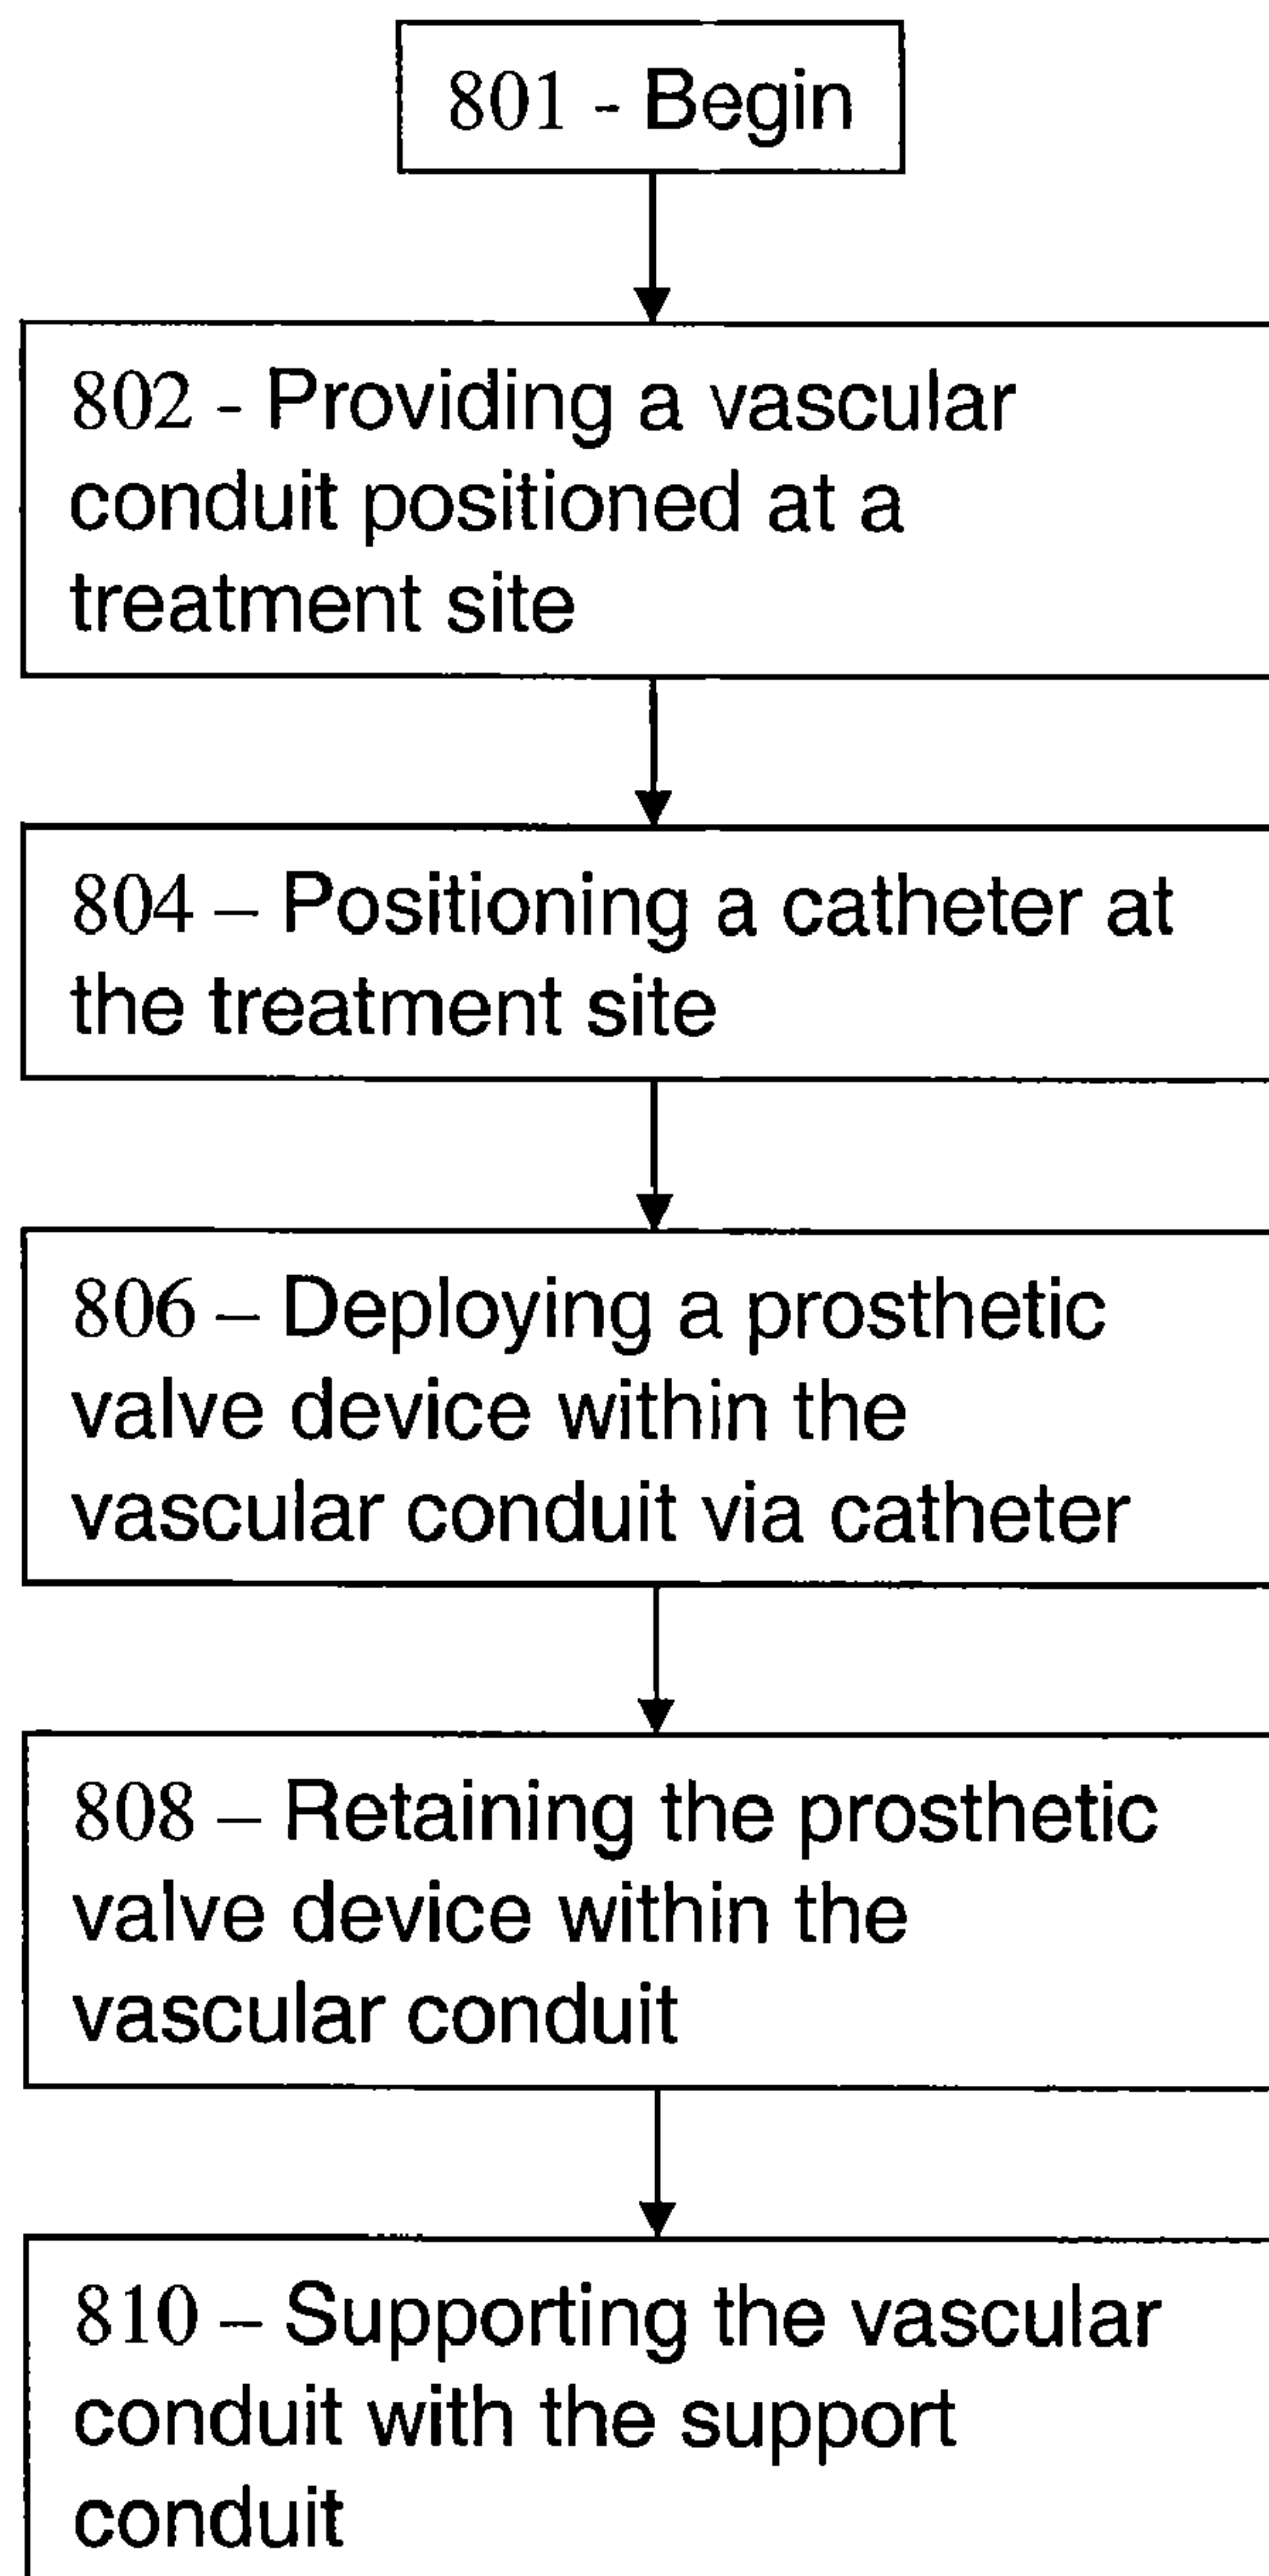 801 - Begin
802 - Providing a vascular
conduit positioned at a
treatment site
804 – Positioning a catheter at
the treatment site
806 – Deploying a prosthetic
valve device within the
vascular conduit via catheter
808 – Retaining the prosthetic
valve device within the
vascular conduit
810 – Supporting the vascular
conduit with the support
conduit